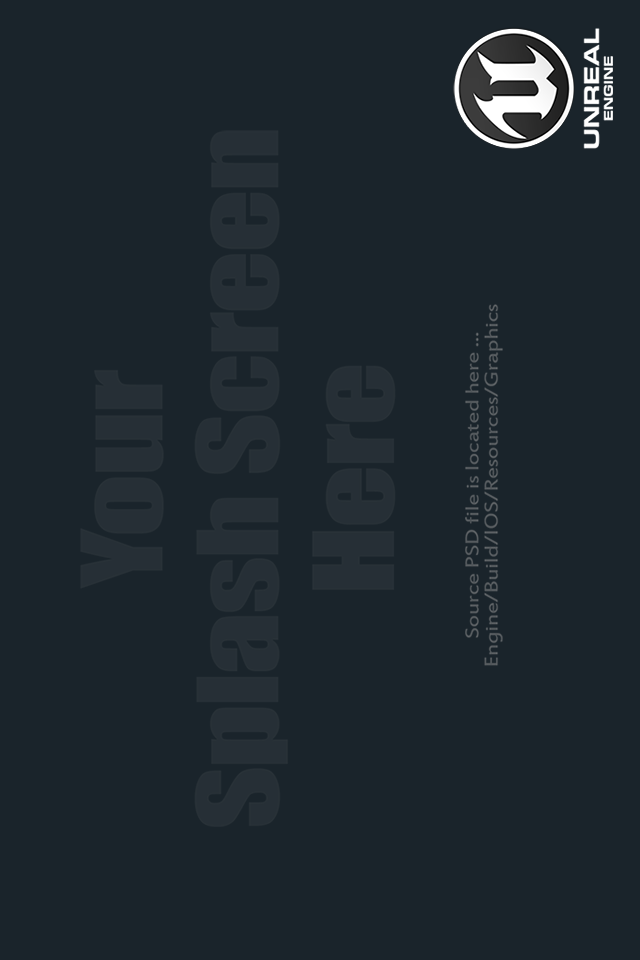 Your
Splash Screen
Here
Source PSD file is located here ...
Engine/Build/IOS/Resources/Graphics
UNREAL
ENGINE